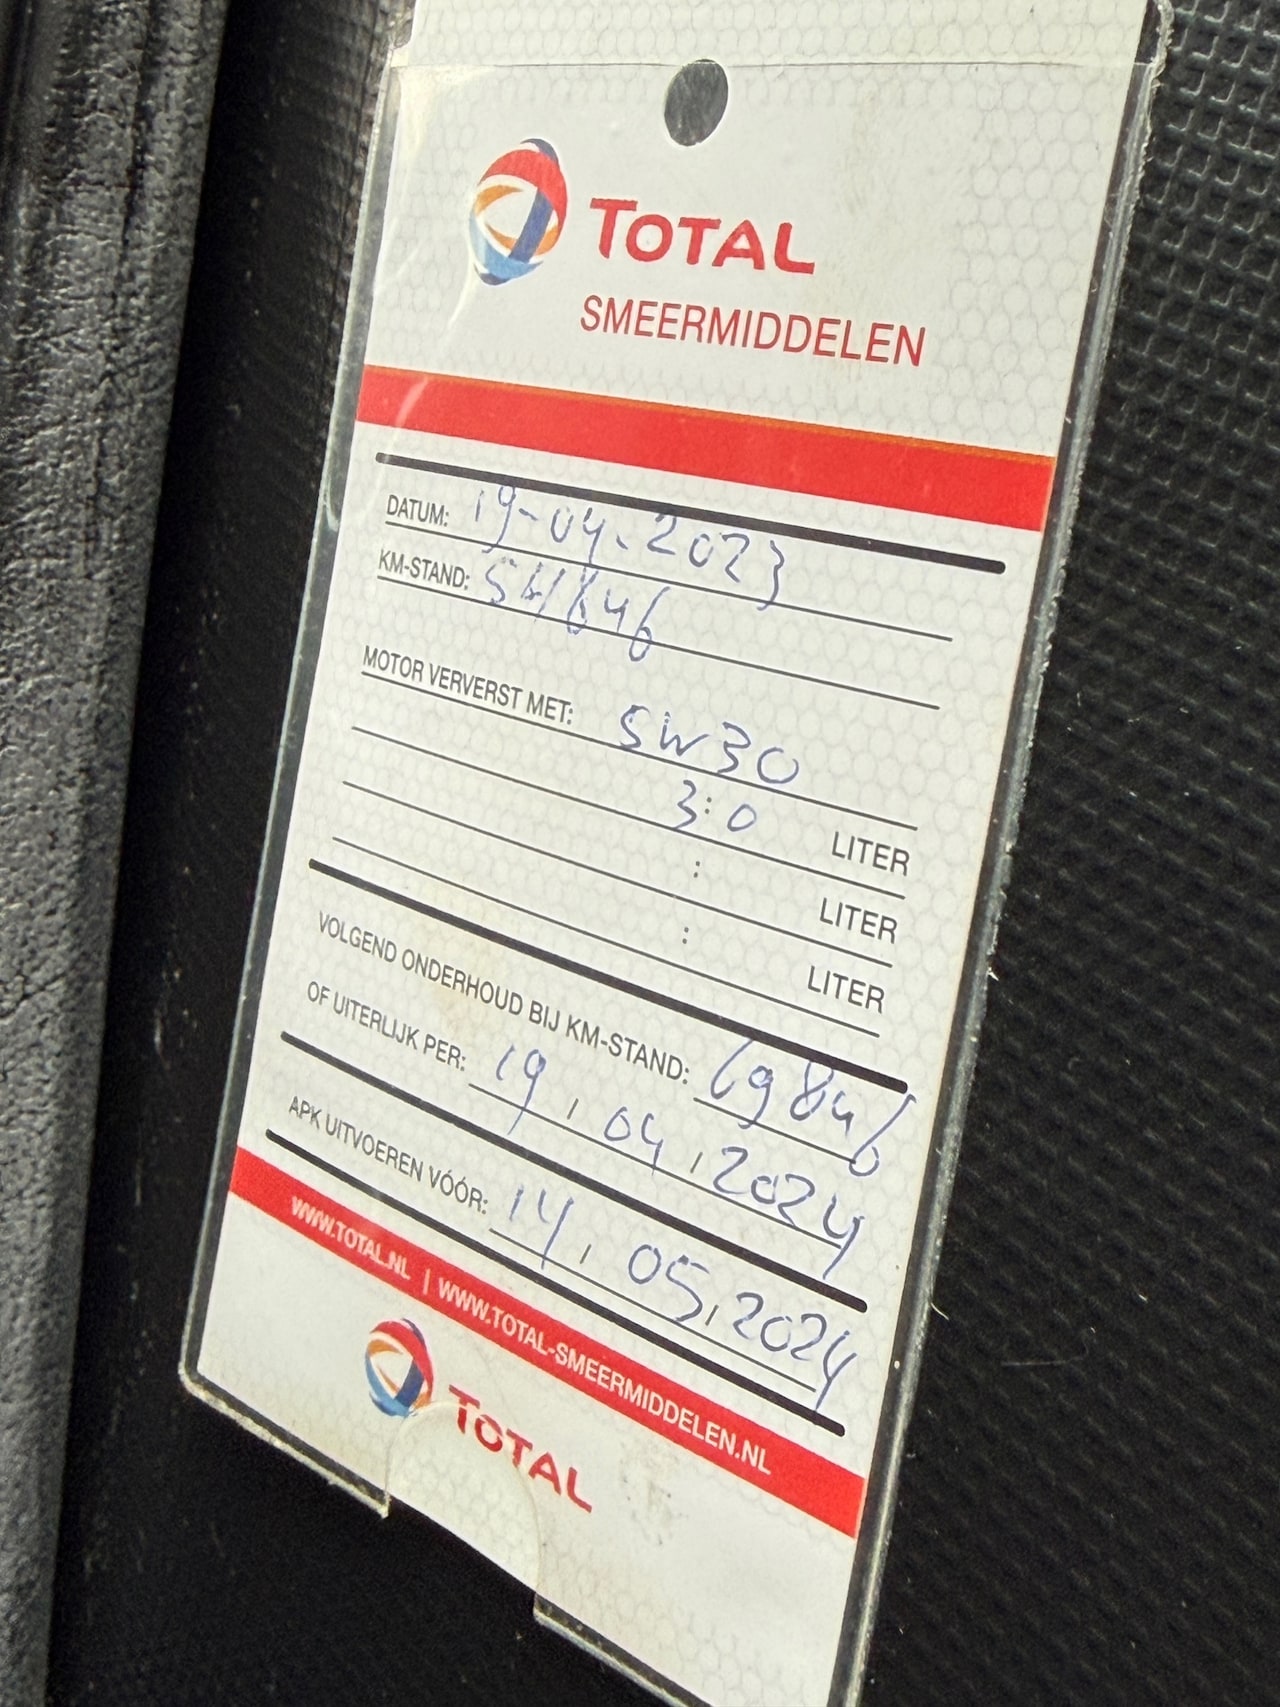 TOTAL
SMEERMIDDELEN
DATUM: 19-04.2023
KM-STAND: 54846
MOTOR VERVERST MET: 5W30
3:0 LITER
: LITER
: LITER
VOLGEND ONDERHOUD BIJ KM-STAND: 69846
OF UITERLIJK PER: 19 / 04 / 2024
APK UITVOEREN VÓÓR: 14 / 05 / 2024
WWW.TOTAL.NL | WWW.TOTAL-SMEERMIDDELEN.NL
TOTAL